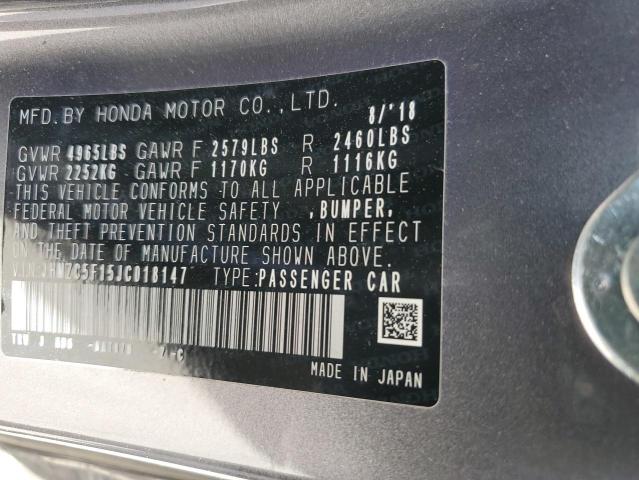 MFD.BY HONDA MOTOR CO.,LTD. 8/'18
GVWR 4965LBS GAWR F 2579LBS R 2460LBS
GVWR 2252KG GAWR F 1170KG R 1116KG
THIS VEHICLE CONFORMS TO ALL APPLICABLE
FEDERAL MOTOR VEHICLE SAFETY ,BUMPER,
AND THEFT PREVENTION STANDARDS IN EFFECT
ON THE DATE OF MANUFACTURE SHOWN ABOVE.
VIN:JHMZC5F15JC018147 TYPE:PASSENGER CAR
MADE IN JAPAN